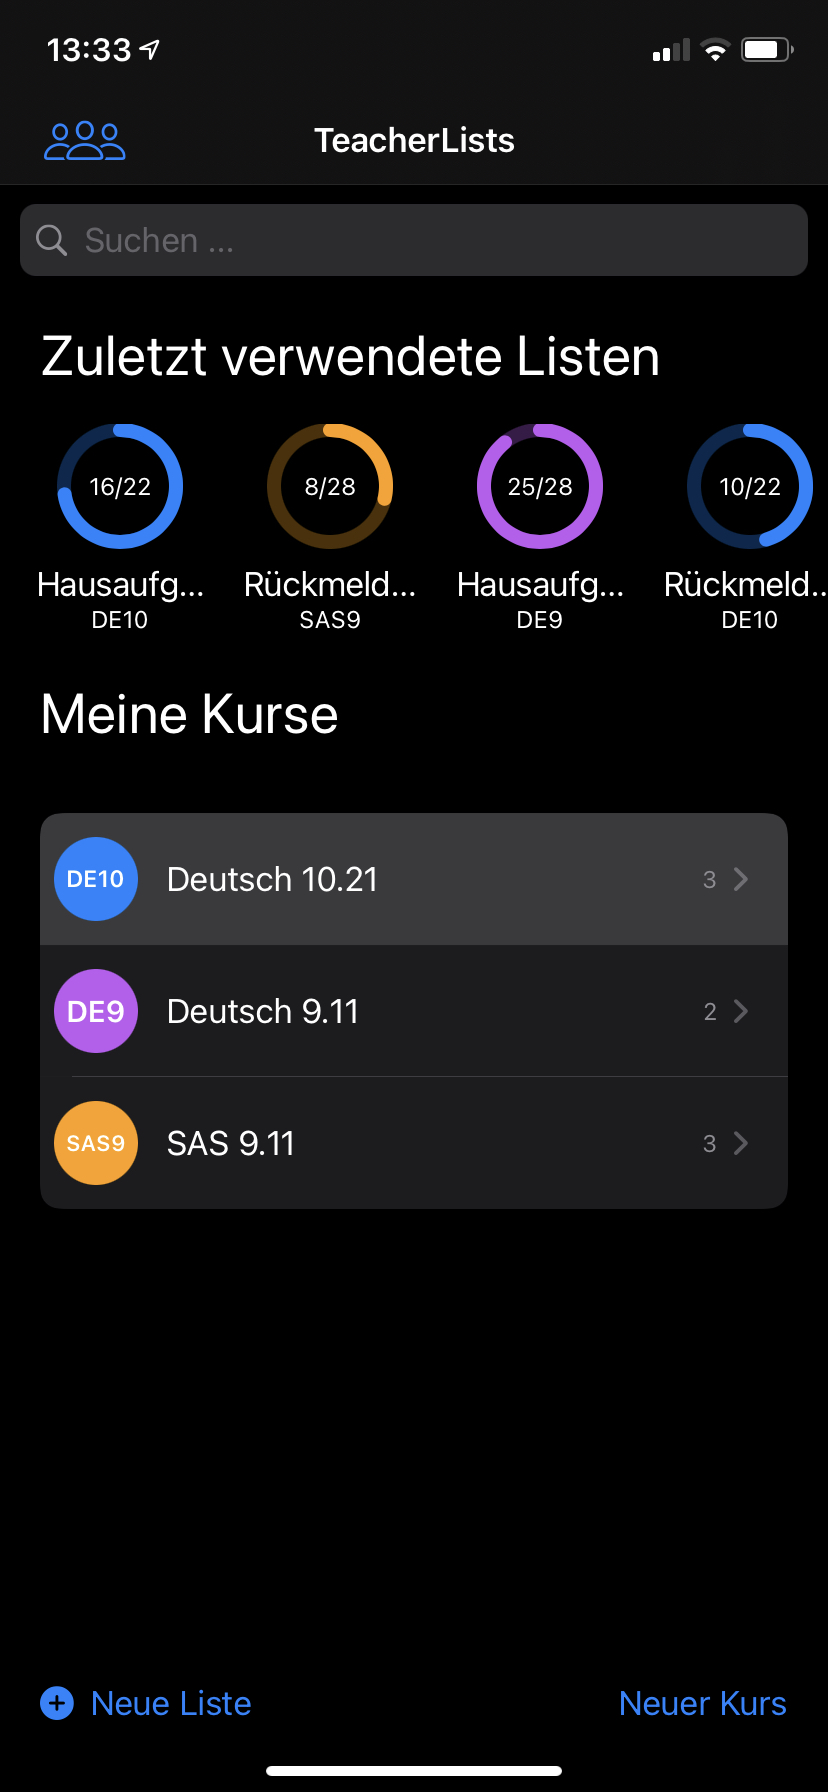 13:33
TeacherLists
Suchen ...
Zuletzt verwendete Listen
16/22
8/28
25/28
10/22
Hausaufg...
Rückmeld...
Hausaufg...
Rückmeld..
DE10
SAS9
DE9
DE10
Meine Kurse
DE10 Deutsch 10.21 3
DE9 Deutsch 9.11 2
SAS9 SAS 9.11 3
Neue Liste
Neuer Kurs